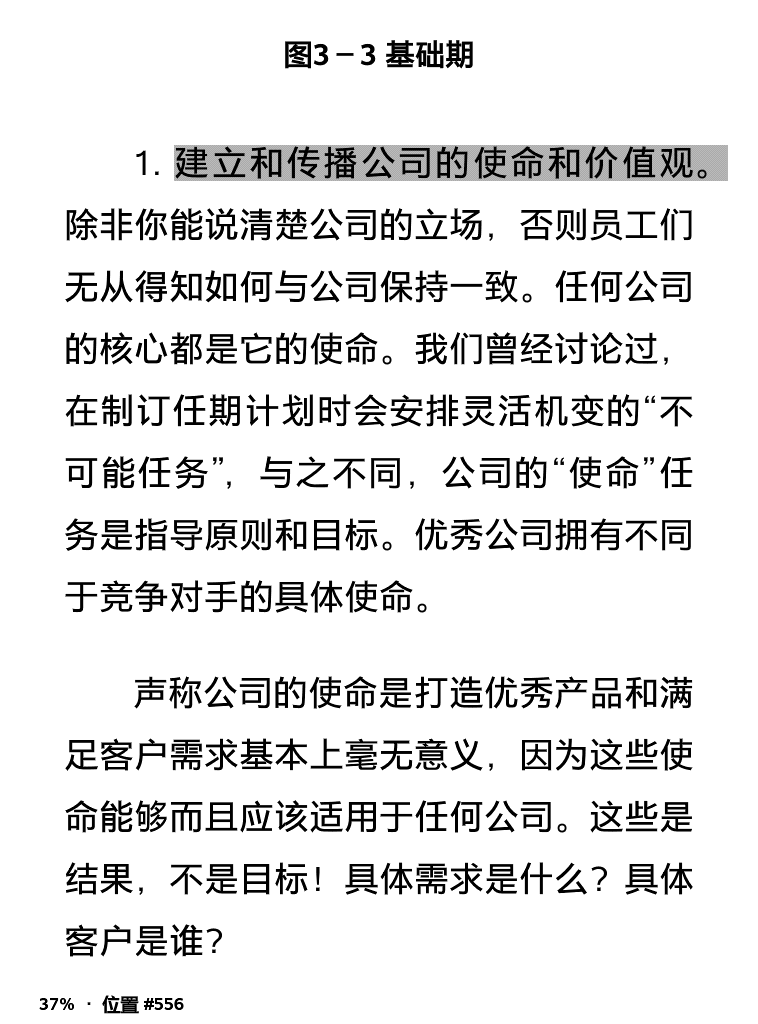 图3－3 基础期
1. 建立和传播公司的使命和价值观。
除非你能说清楚公司的立场，否则员工们
无从得知如何与公司保持一致。任何公司
的核心都是它的使命。我们曾经讨论过，
在制订任期计划时会安排灵活机变的“不
可能任务”，与之不同，公司的“使命”任
务是指导原则和目标。优秀公司拥有不同
于竞争对手的具体使命。
声称公司的使命是打造优秀产品和满
足客户需求基本上毫无意义，因为这些使
命能够而且应该适用于任何公司。这些是
结果，不是目标！具体需求是什么？具体
客户是谁？
37% · 位置 #556